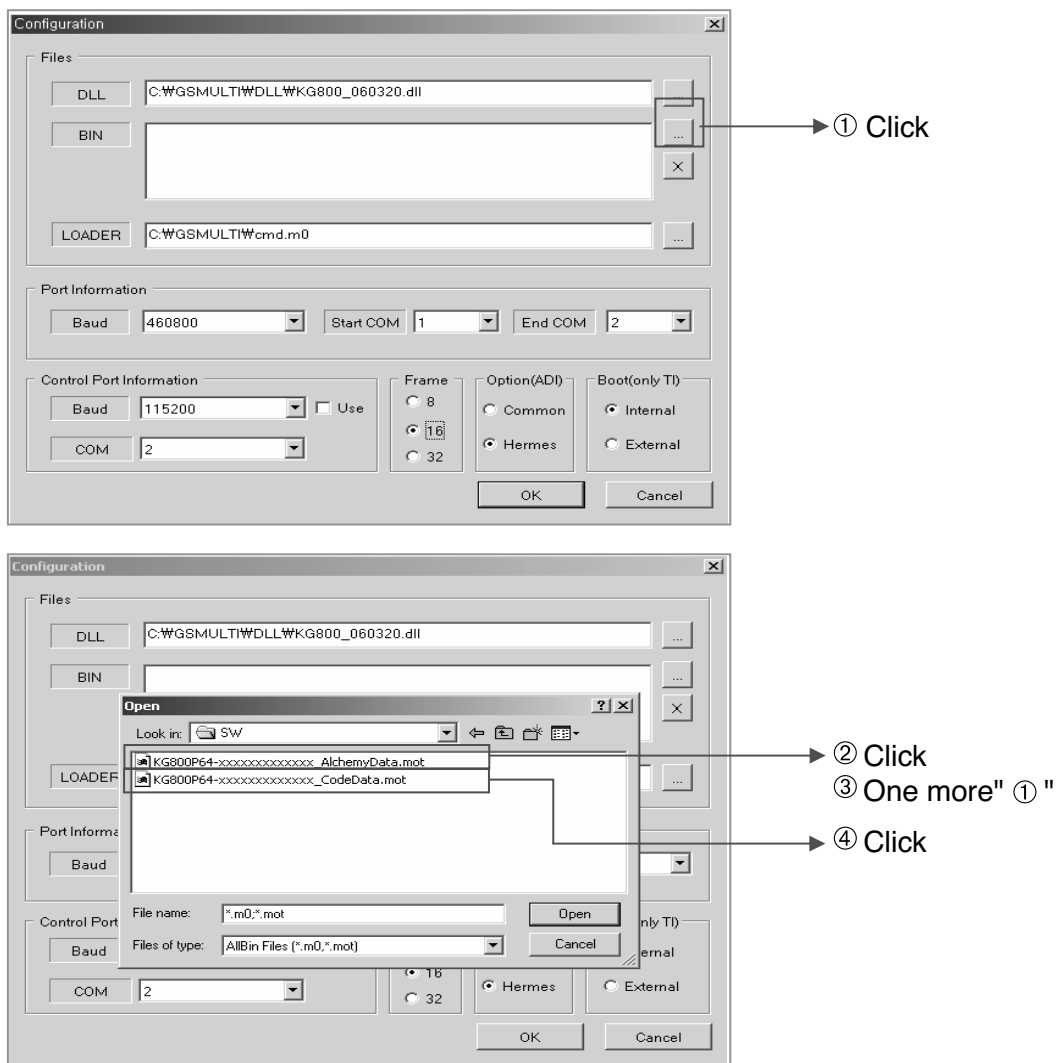 Configuration
Files
DLL
C:₩GSMULTI₩DLL₩KG800_060320.dll
...
BIN
...
① Click
LOADER
C:₩GSMULTI₩cmd.m0
...
Port Information
Baud
460800
Start COM
1
End COM
2
Control Port Information
Baud
115200
Use
COM
2
Frame
8
16
32
Option(ADI)
Common
Hermes
Boot(only TI)
Internal
External
OK
Cancel
Configuration
Files
DLL
C:₩GSMULTI₩DLL₩KG800_060320.dll
...
BIN
...
Open
Look in:
SW
KG800P64-xxxxxxxxxxxxxx_AlchemyData.mot
KG800P64-xxxxxxxxxxxxxx_CodeData.mot
② Click
③ One more" ① "
④ Click
LOADER
...
Port Informa
Baud
File name:
*.m0;*.mot
Open
Files of type:
AllBin Files (*.m0,*.mot)
Cancel
Control Port
Baud
COM
2
16
32
Hermes
nly TI)
ernal
External
OK
Cancel